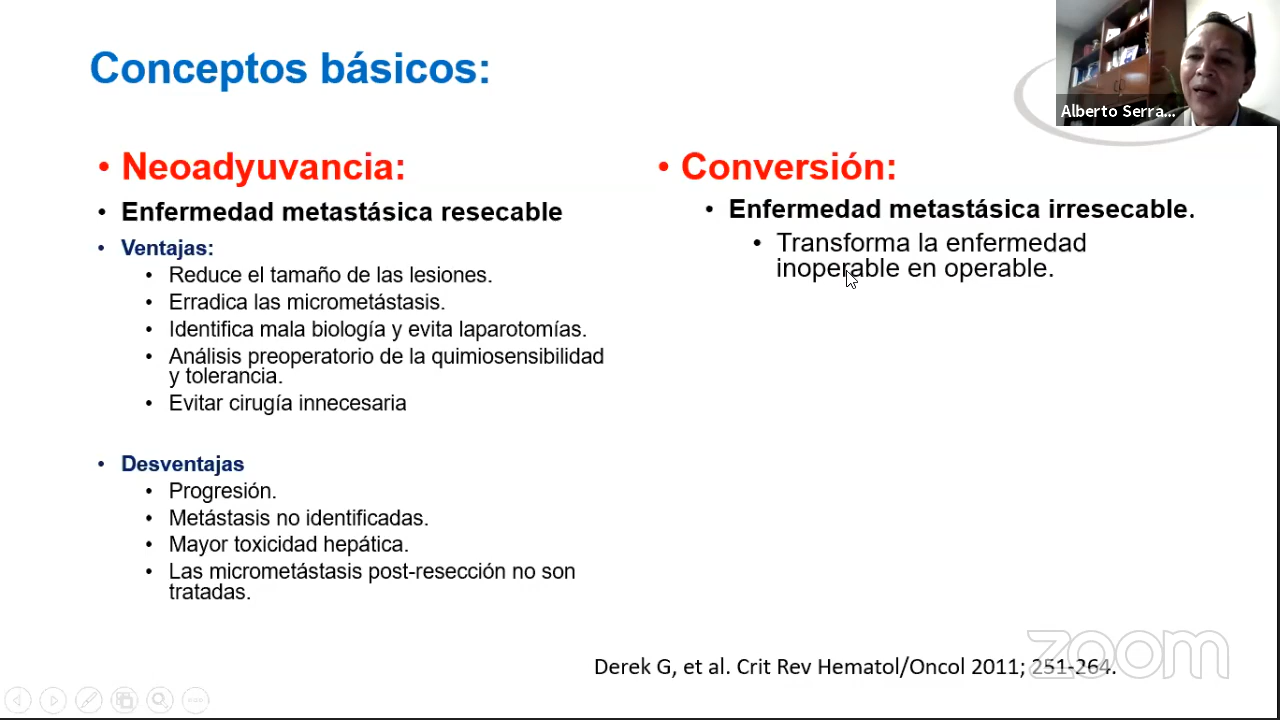 Conceptos básicos:
Alberto Serra...
• Neoadyuvancia:
• Enfermedad metastásica resecable
• Ventajas:
• Reduce el tamaño de las lesiones.
• Erradica las micrometástasis.
• Identifica mala biología y evita laparotomías.
• Análisis preoperatorio de la quimiosensibilidad
y tolerancia.
• Evitar cirugía innecesaria
• Desventajas
• Progresión.
• Metástasis no identificadas.
• Mayor toxicidad hepática.
• Las micrometástasis post-resección no son
tratadas.
• Conversión:
• Enfermedad metastásica irresecable.
• Transforma la enfermedad
inoperable en operable.
Derek G, et al. Crit Rev Hematol/Oncol 2011; 251-264.
zoom